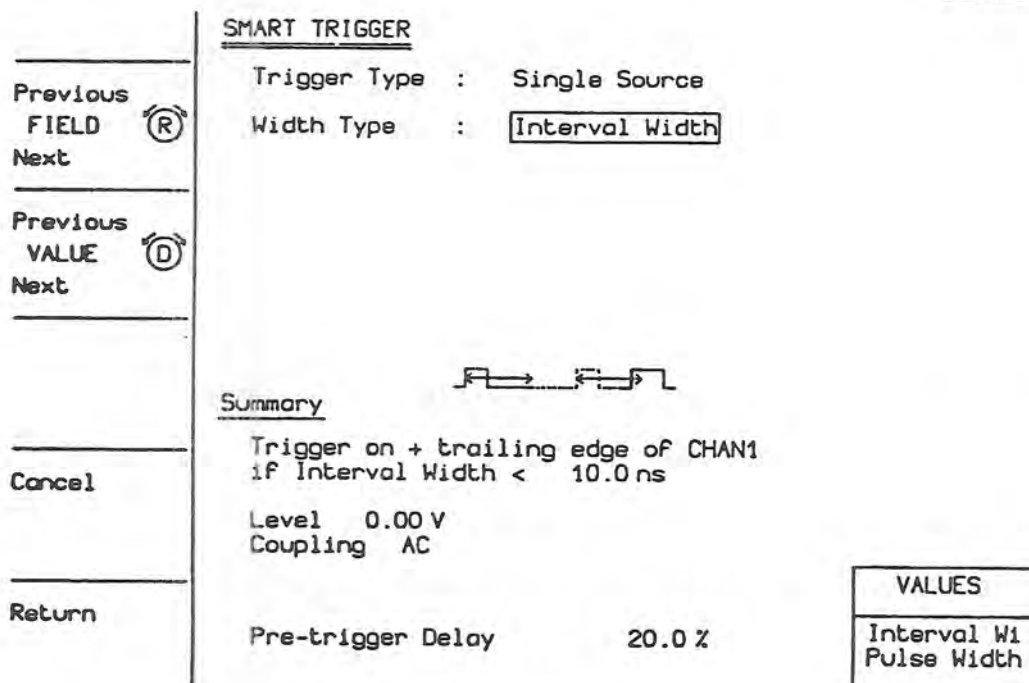 SMART TRIGGER
Previous
FIELD R
Next
Previous
VALUE D
Next
Cancel
Return
Trigger Type : Single Source
Width Type : Interval Width
Summary
Trigger on + trailing edge of CHAN1
if Interval Width < 10.0 ns
Level 0.00 V
Coupling AC
Pre-trigger Delay 20.0 %
VALUES
Interval Wi
Pulse Width